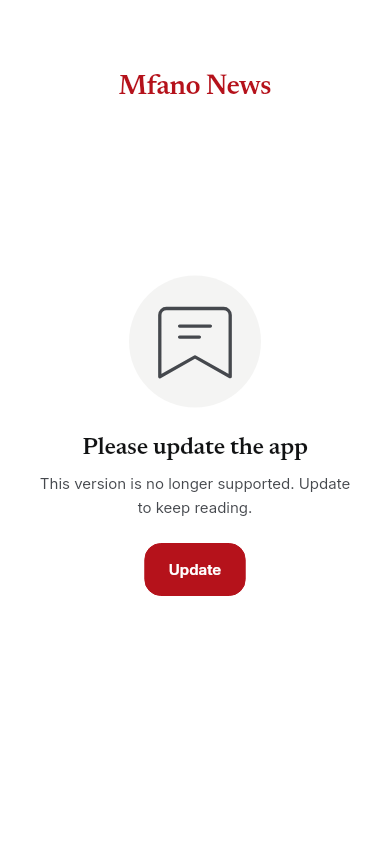 Mfano News
Please update the app
This version is no longer supported. Update
to keep reading.
Update